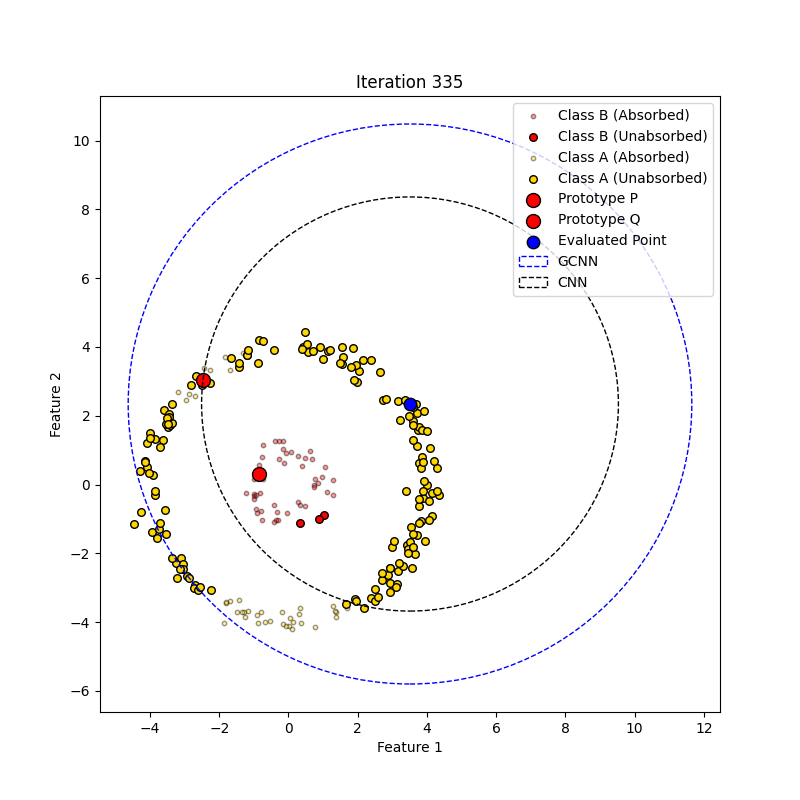 Iteration 335
Class B (Absorbed)
Class B (Unabsorbed)
Class A (Absorbed)
Class A (Unabsorbed)
Prototype P
Prototype Q
Evaluated Point
GCNN
CNN
10
8
6
4
2
0
−2
−4
−6
Feature 2
−4 −2 0 2 4 6 8 10 12
Feature 1